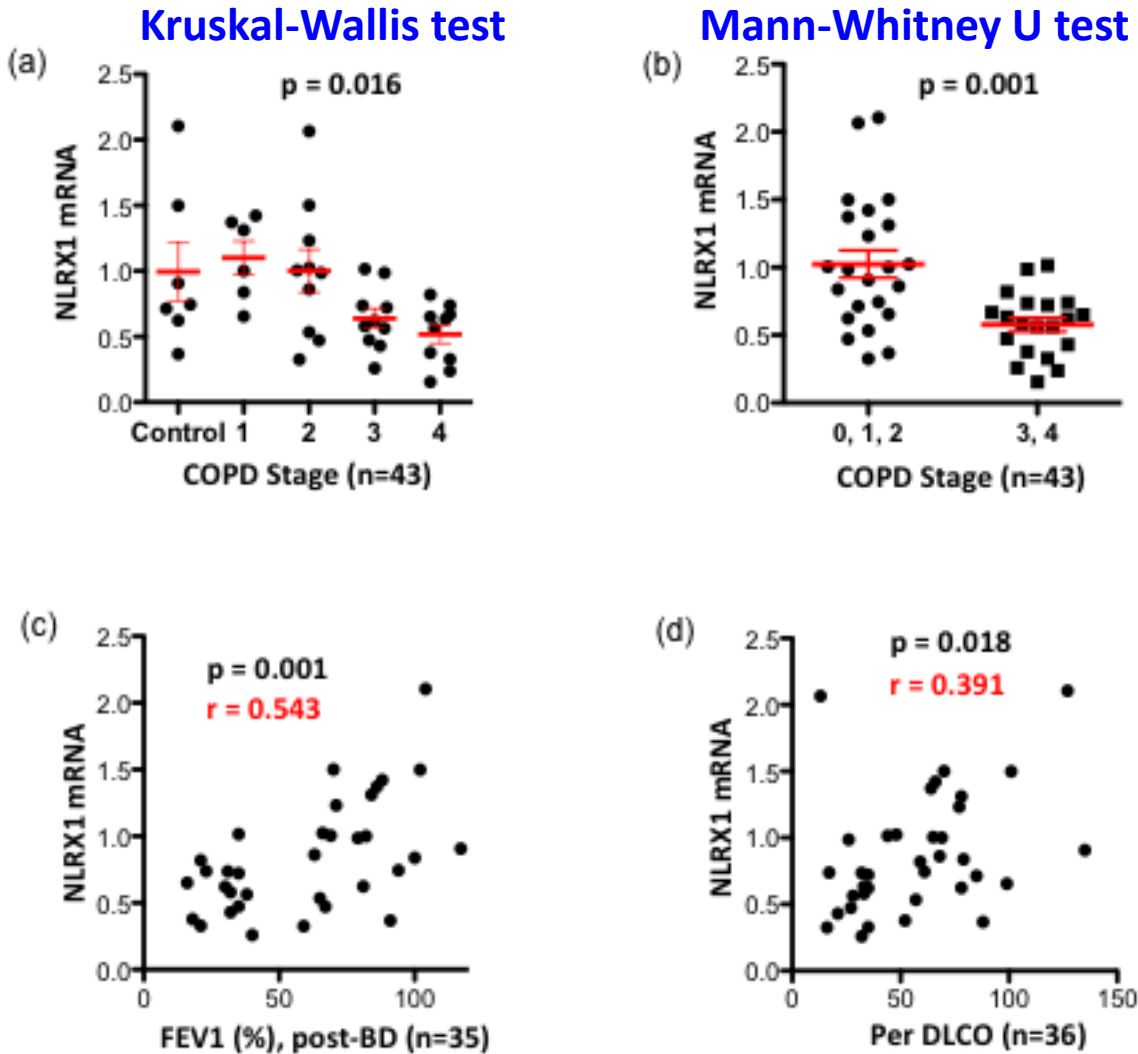 Kruskal-Wallis test
Mann-Whitney U test
(a)
p = 0.016
NLRX1 mRNA
2.5
2.0
1.5
1.0
0.5
0.0
Control 1 2 3 4
COPD Stage (n=43)
(b)
p = 0.001
NLRX1 mRNA
2.5
2.0
1.5
1.0
0.5
0.0
0, 1, 2 3, 4
COPD Stage (n=43)
(c)
p = 0.001
r = 0.543
NLRX1 mRNA
2.5
2.0
1.5
1.0
0.5
0.0
0 50 100
FEV1 (%), post-BD (n=35)
(d)
p = 0.018
r = 0.391
NLRX1 mRNA
2.5
2.0
1.5
1.0
0.5
0.0
0 50 100 150
Per DLCO (n=36)